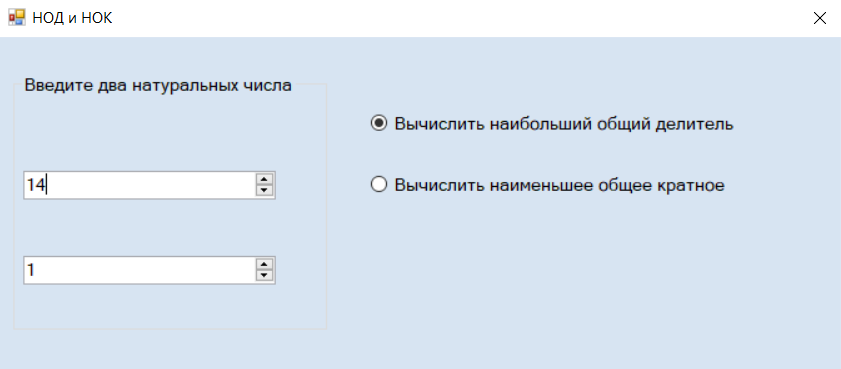 НОД и НОК
Введите два натуральных числа
14
1
Вычислить наибольший общий делитель
Вычислить наименьшее общее кратное